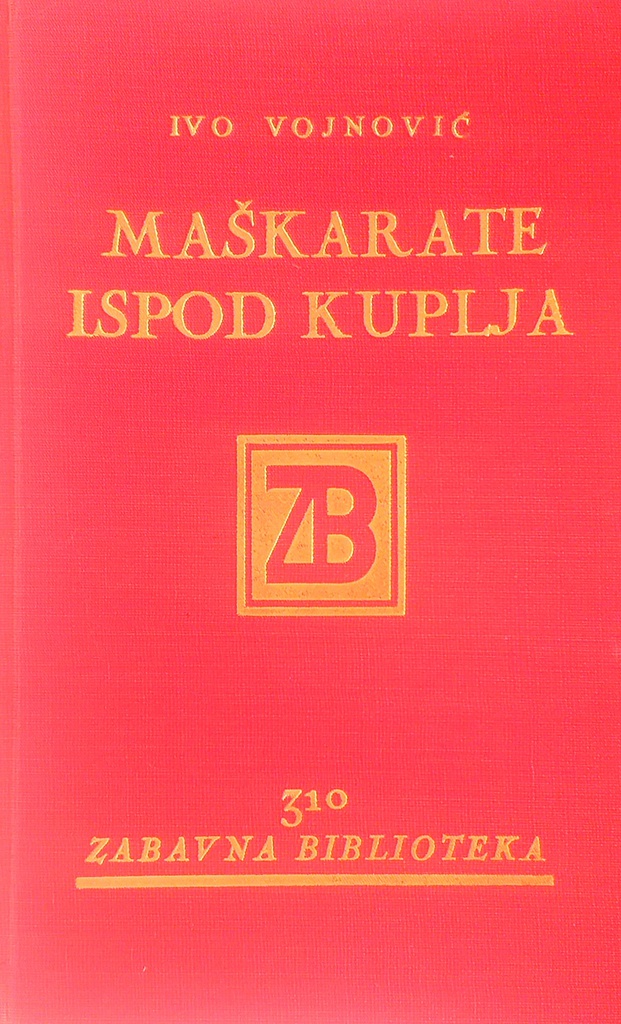 IVO VOJNOVIĆ
MAŠKARATE
ISPOD KUPLJA
ZB
310
ZABAVNA BIBLIOTEKA